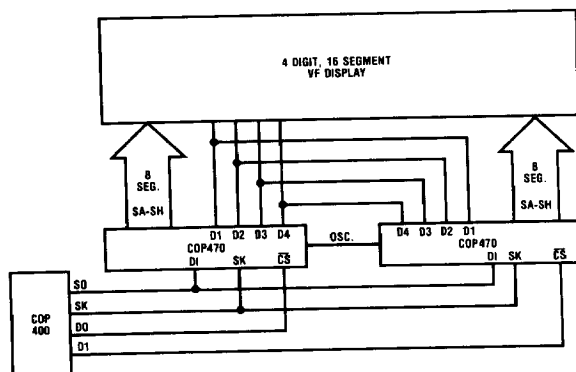 4 DIGIT, 16 SEGMENT
VF DISPLAY
8
SEG.
SA-SH
8
SEG.
SA-SH
D1 D2 D3 D4
COP470
DI SK CS
OSC.
D4 D3 D2 D1
COP470
DI SK CS
COP
400
SO
SK
D0
D1